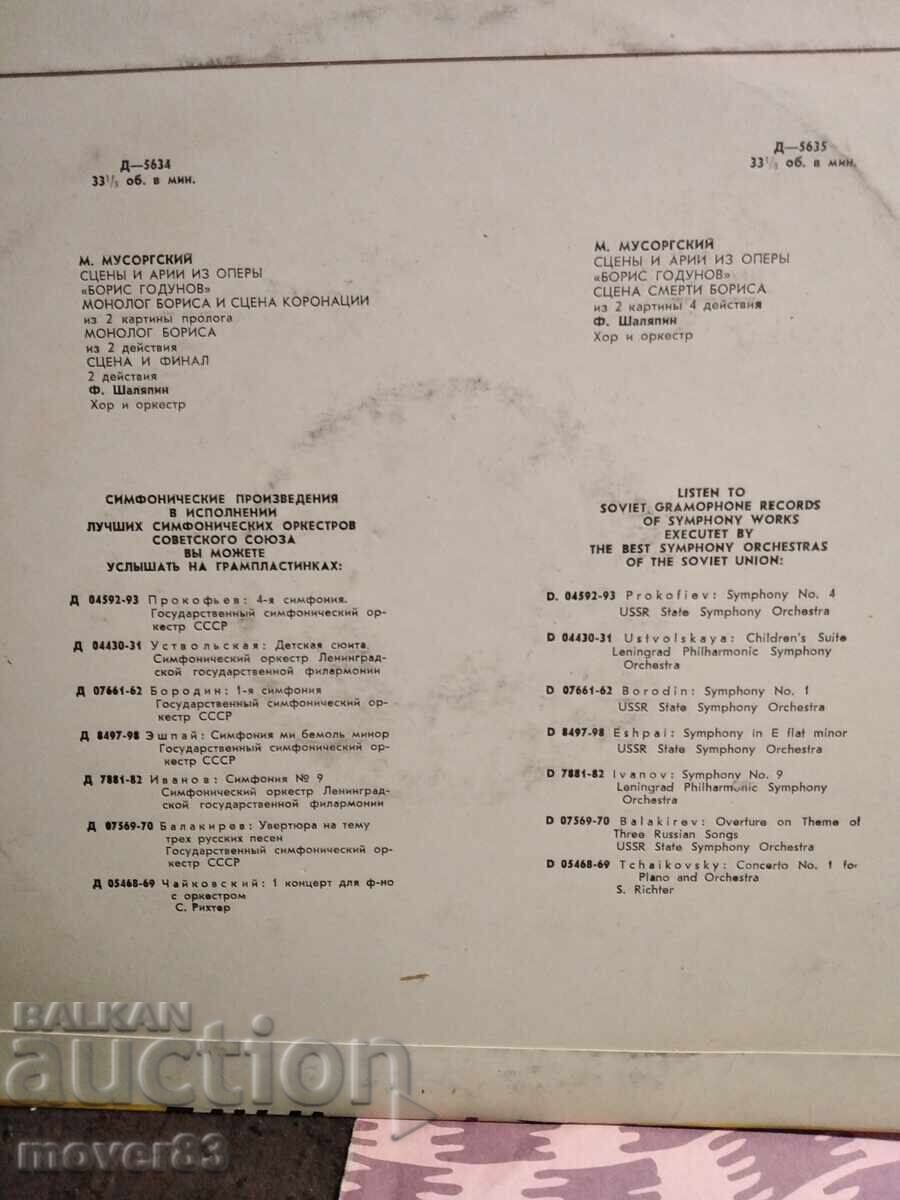 Д—5634
33⅓ об. в мин.
М. МУСОРГСКИЙ
СЦЕНЫ И АРИИ ИЗ ОПЕРЫ
«БОРИС ГОДУНОВ»
МОНОЛОГ БОРИСА И СЦЕНА КОРОНАЦИИ
из 2 картины пролога
МОНОЛОГ БОРИСА
из 2 действия
СЦЕНА И ФИНАЛ
2 действия
Ф. Шаляпин
Хор и оркестр
Д—5635
33⅓ об. в мин.
М. МУСОРГСКИЙ
СЦЕНЫ И АРИИ ИЗ ОПЕРЫ
«БОРИС ГОДУНОВ»
СЦЕНА СМЕРТИ БОРИСА
из 2 картины 4 действия
Ф. Шаляпин
Хор и оркестр
СИМФОНИЧЕСКИЕ ПРОИЗВЕДЕНИЯ
В ИСПОЛНЕНИИ
ЛУЧШИХ СИМФОНИЧЕСКИХ ОРКЕСТРОВ
СОВЕТСКОГО СОЮЗА
ВЫ МОЖЕТЕ
УСЛЫШАТЬ НА ГРАМПЛАСТИНКАХ:
Д 04592-93 Прокофьев: 4-я симфония.
Государственный симфонический ор-
кестр СССР
Д 04430-31 Уствольская: Детская сюита
Симфонический оркестр Ленинград-
ской государственной филармонии
Д 07661-62 Бородин: 1-я симфония
Государственный симфонический ор-
кестр СССР
Д 8497-98 Эшпай: Симфония ми бемоль минор
Государственный симфонический ор-
кестр СССР
Д 7881-82 Иванов: Симфония № 9
Симфонический оркестр Ленинград-
ской государственной филармонии
Д 07569-70 Балакирев: Увертюра на тему
трех русских песен
Государственный симфонический ор-
кестр СССР
Д 05468-69 Чайковский: 1 концерт для ф-но
с оркестром
С. Рихтер
LISTEN TO
SOVIET GRAMOPHONE RECORDS
OF SYMPHONY WORKS
EXECUTET BY
THE BEST SYMPHONY ORCHESTRAS
OF THE SOVIET UNION:
D. 04592-93 Prokofiev: Symphony No. 4
USSR State Symphony Orchestra
D 04430-31 Ustvolskaya: Children's Suite
Leningrad Philharmonic Symphony
Orchestra
D 07661-62 Borodin: Symphony No. 1
USSR State Symphony Orchestra
D 8497-98 Eshpai: Symphony in E flat minor
USSR State Symphony Orchestra
D 7881-82 Ivanov: Symphony No. 9
Leningrad Philharmonic Symphony
Orchestra
D 07569-70 Balakirev: Overture on Theme of
Three Russian Songs
USSR State Symphony Orchestra
D 05468-69 Tchaikovsky: Concerto No. 1 for
Piano and Orchestra
S. Richter
BALKAN
auction
mover83